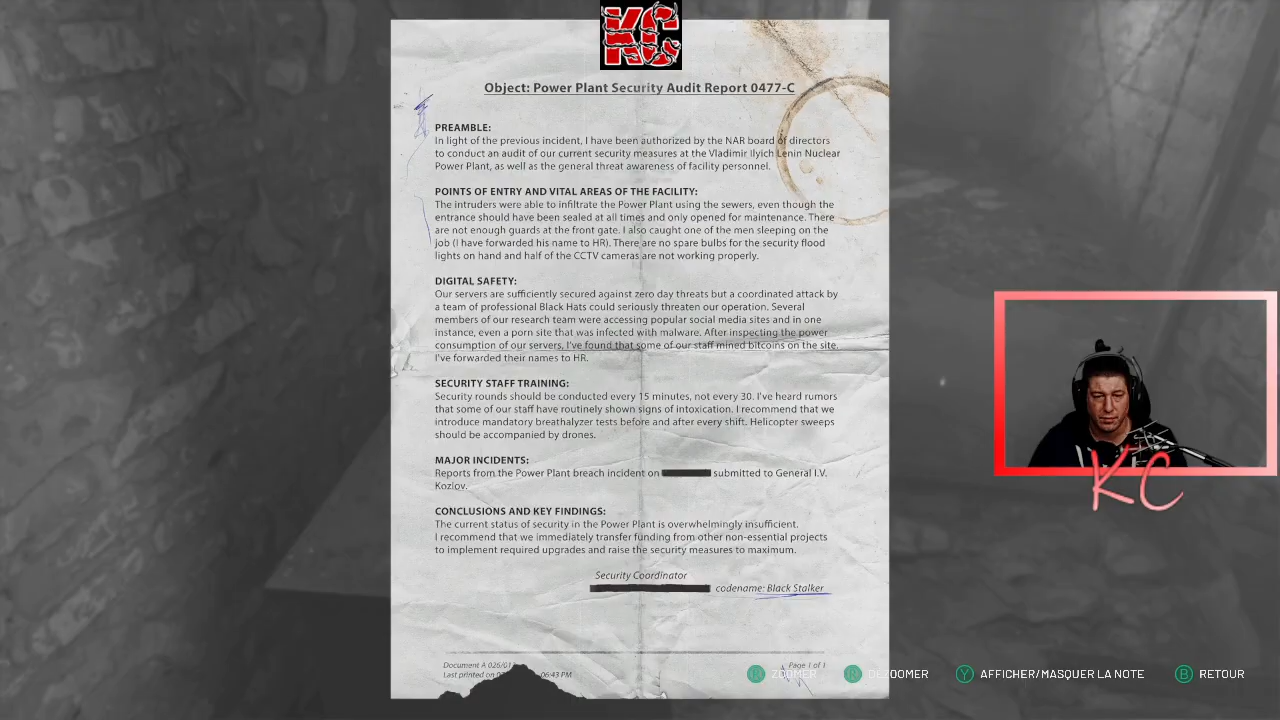 KC
Object: Power Plant Security Audit Report 0477-C
PREAMBLE:
In light of the previous incident, I have been authorized by the NAR board of directors
to conduct an audit of our current security measures at the Vladimir Ilyich Lenin Nuclear
Power Plant, as well as the general threat awareness of facility personnel.
POINTS OF ENTRY AND VITAL AREAS OF THE FACILITY:
The intruders were able to infiltrate the Power Plant using the sewers, even though the
entrance should have been sealed at all times and only opened for maintenance. There
are not enough guards at the front gate. I also caught one of the men sleeping on the
job (I have forwarded his name to HR). There are no spare bulbs for the security flood
lights on hand and half of the CCTV cameras are not working properly.
DIGITAL SAFETY:
Our servers are sufficiently secured against zero day threats but a coordinated attack by
a team of professional Black Hats could seriously threaten our operation. Several
members of our research team were accessing popular social media sites and in one
instance, even a porn site that was infected with malware. After inspecting the power
consumption of our servers, I've found that some of our staff mined bitcoins on the site.
I've forwarded their names to HR.
SECURITY STAFF TRAINING:
Security rounds should be conducted every 15 minutes, not every 30. I've heard rumors
that some of our staff have routinely shown signs of intoxication. I recommend that we
introduce mandatory breathalyzer tests before and after every shift. Helicopter sweeps
should be accompanied by drones.
MAJOR INCIDENTS:
Reports from the Power Plant breach incident on submitted to General I.V.
Kozlov.
CONCLUSIONS AND KEY FINDINGS:
The current status of security in the Power Plant is overwhelmingly insufficient.
I recommend that we immediately transfer funding from other non-essential projects
to implement required upgrades and raise the security measures to maximum.
Security Coordinator
codename: Black Stalker
Document A
Page 1 of 1
Last printed on 06:43 PM
R ZOOMER
R DÉZOOMER
Y AFFICHER/MASQUER LA NOTE
B RETOUR
KC